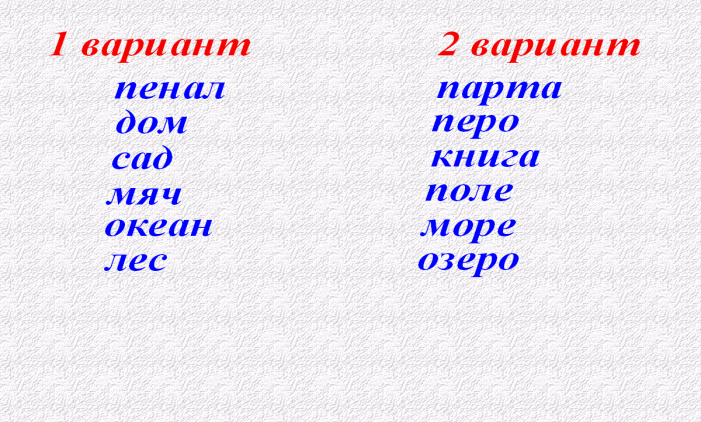 1 вариант
пенал
дом
сад
мяч
океан
лес
2 вариант
парта
перо
книга
поле
море
озеро